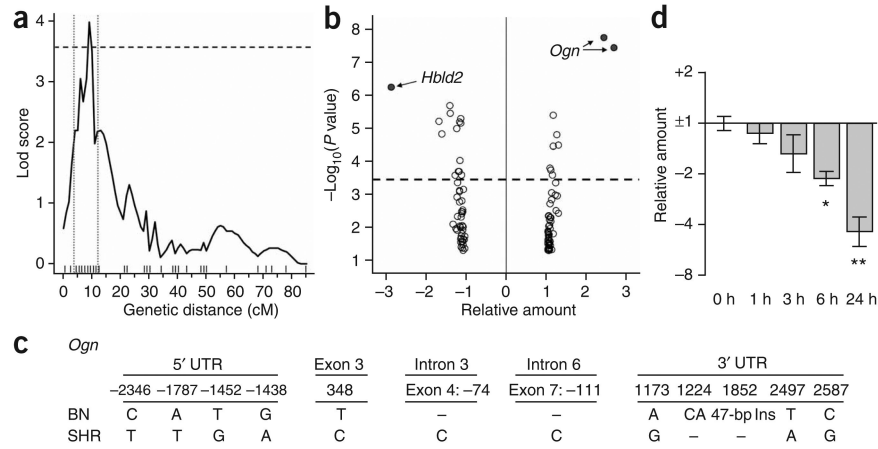 a
4
3
2
1
0
Lod score
0 10 20 30 40 50 60 70 80
Genetic distance (cM)
b
8
7
6
5
4
3
2
1
–Log10(P value)
Ogn
Hbld2
–3 –2 –1 0 1 2 3
Relative amount
d
+2
±1
–2
–4
–8
Relative amount
*
**
0 h 1 h 3 h 6 h 24 h
c
Ogn
5′ UTR Exon 3 Intron 3 Intron 6 3′ UTR
–2346 –1787 –1452 –1438 348 Exon 4: –74 Exon 7: –111 1173 1224 1852 2497 2587
BN C A T G T – – A CA 47-bp Ins T C
SHR T T G A C C C G – – A G